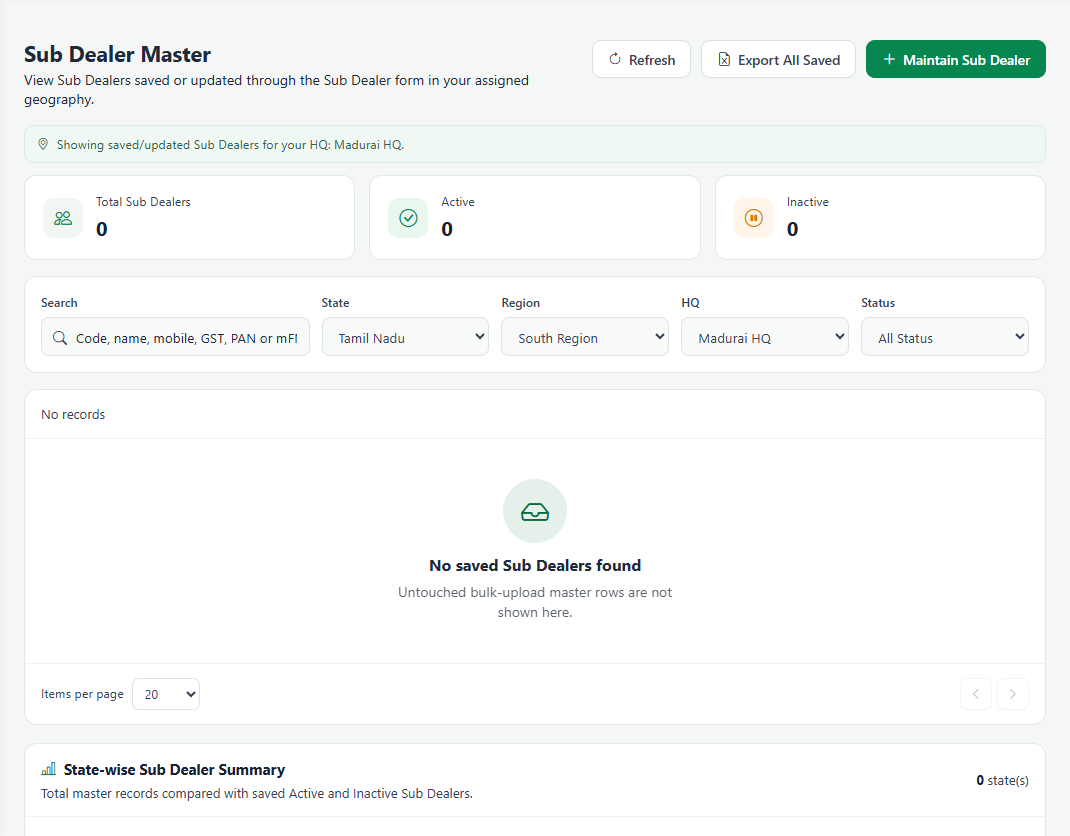 Sub Dealer Master
View Sub Dealers saved or updated through the Sub Dealer form in your assigned
geography.
Refresh
Export All Saved
+ Maintain Sub Dealer
Showing saved/updated Sub Dealers for your HQ: Madurai HQ.
Total Sub Dealers
0
Active
0
Inactive
0
Search
Code, name, mobile, GST, PAN or mFI
State
Tamil Nadu
Region
South Region
HQ
Madurai HQ
Status
All Status
No records
No saved Sub Dealers found
Untouched bulk-upload master rows are not
shown here.
Items per page
20
State-wise Sub Dealer Summary
Total master records compared with saved Active and Inactive Sub Dealers.
0 state(s)